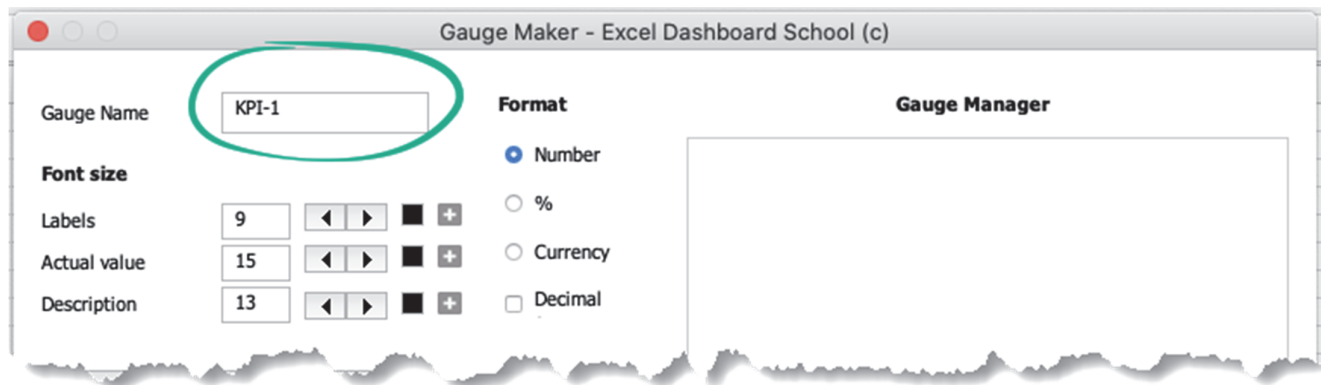 Gauge Maker - Excel Dashboard School (c)
Gauge Name
KPI-1
Font size
Labels
9
Actual value
15
Description
13
Format
Number
%
Currency
Decimal
Gauge Manager